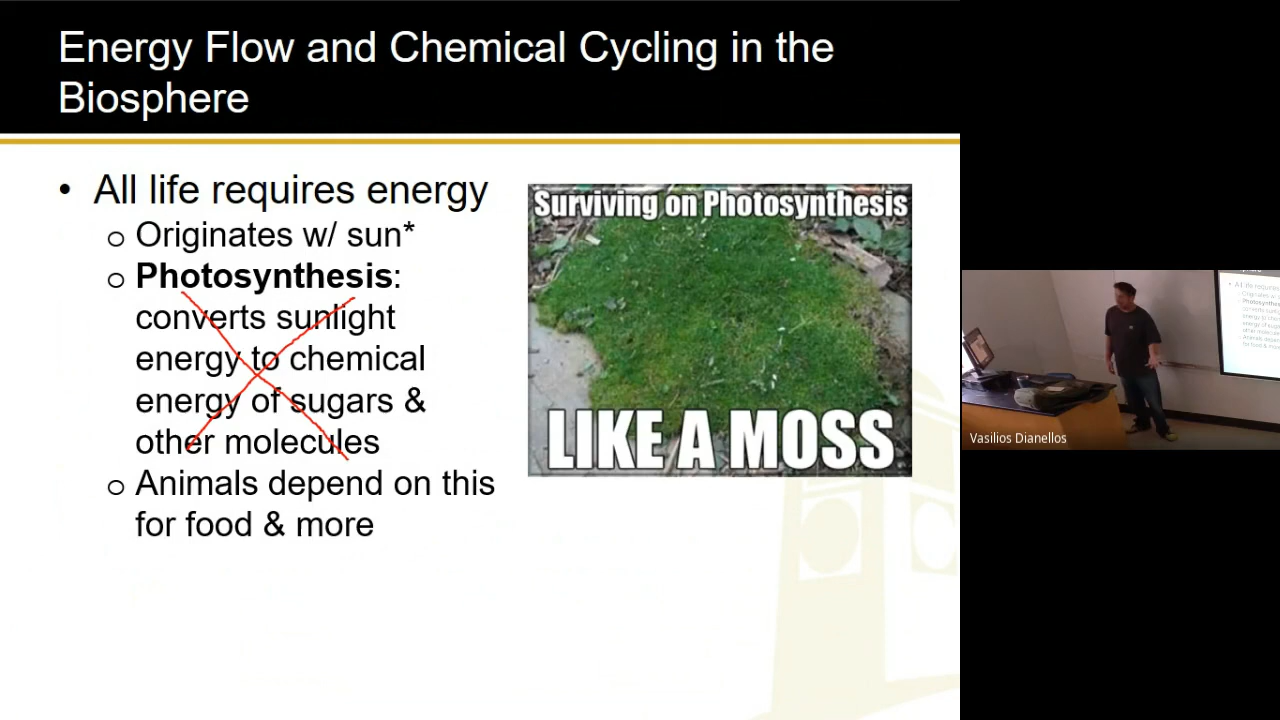 Energy Flow and Chemical Cycling in the
Biosphere
• All life requires energy
o Originates w/ sun*
o Photosynthesis:
converts sunlight
energy to chemical
energy of sugars &
other molecules
o Animals depend on this
for food & more
Surviving on Photosynthesis
LIKE A MOSS
Vasilios Dianellos